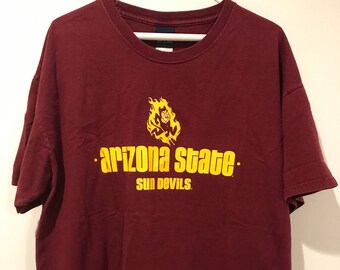 · arizona state ·
sun devils.